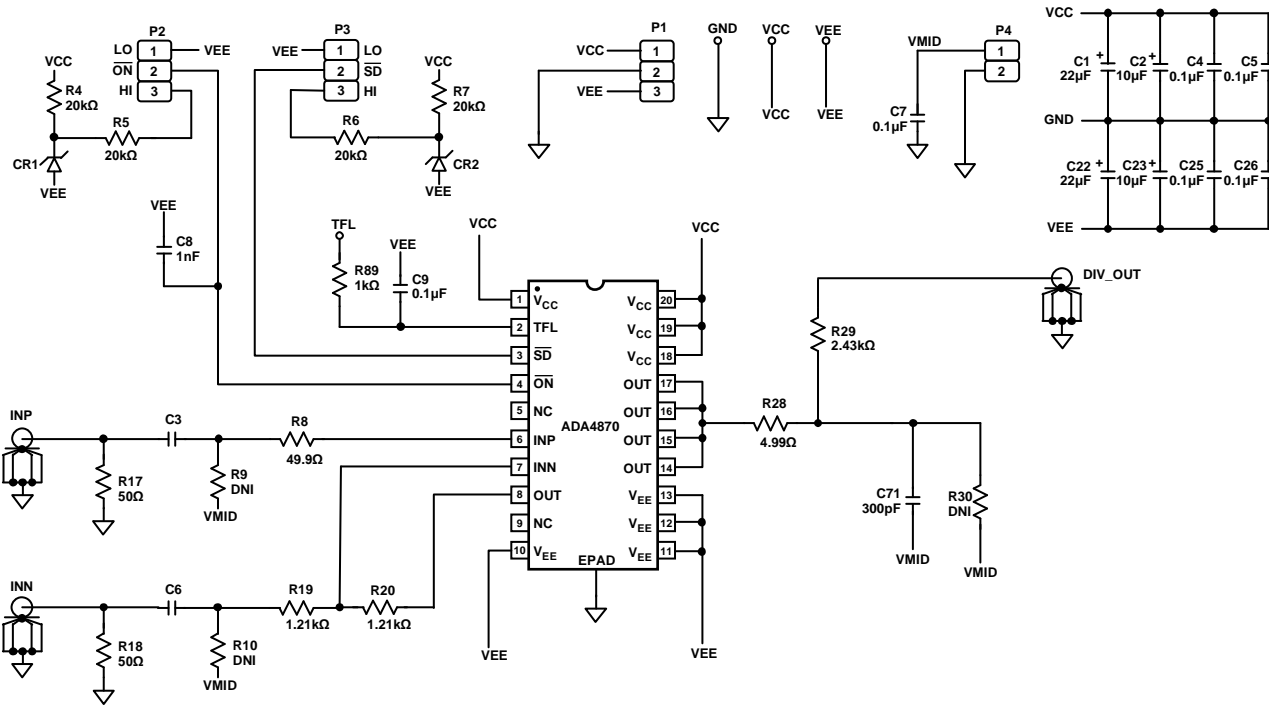 P2
LO 1 VEE
ON 2
HI 3
VCC
R4
20kΩ
R5
20kΩ
CR1
VEE
P3
VEE 1 LO
2 SD
3 HI
VCC
R7
20kΩ
R6
20kΩ
CR2
VEE
P1
VCC 1
2
VEE 3
GND
VCC
VCC
VEE
VEE
P4
VMID 1
2
C7
0.1µF
VCC
C1
22µF
+
C2
10µF
+
C4
0.1µF
C5
0.1µF
GND
C22
22µF
+
C23
10µF
+
C25
0.1µF
C26
0.1µF
VEE
VEE
C8
1nF
TFL
R89
1kΩ
VEE
C9
0.1µF
VCC
VCC
1 VCC
2 TFL
3 SD
4 ON
5 NC
6 INP
7 INN
8 OUT
9 NC
10 VEE
ADA4870
EPAD
VCC 20
VCC 19
VCC 18
OUT 17
OUT 16
OUT 15
OUT 14
VEE 13
VEE 12
VEE 11
VEE
VEE
DIV_OUT
R29
2.43kΩ
R28
4.99Ω
C71
300pF
VMID
R30
DNI
VMID
INP
C3
R8
49.9Ω
R17
50Ω
R9
DNI
VMID
INN
C6
R19
1.21kΩ
R20
1.21kΩ
R18
50Ω
R10
DNI
VMID